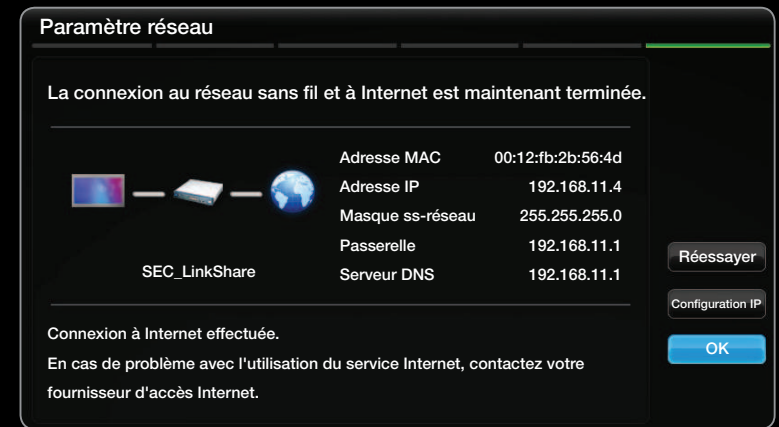 Paramètre réseau
La connexion au réseau sans fil et à Internet est maintenant terminée.
Adresse MAC 00:12:fb:2b:56:4d
Adresse IP 192.168.11.4
Masque ss-réseau 255.255.255.0
Passerelle 192.168.11.1
Serveur DNS 192.168.11.1
SEC_LinkShare
Réessayer
Configuration IP
OK
Connexion à Internet effectuée.
En cas de problème avec l'utilisation du service Internet, contactez votre
fournisseur d'accès Internet.